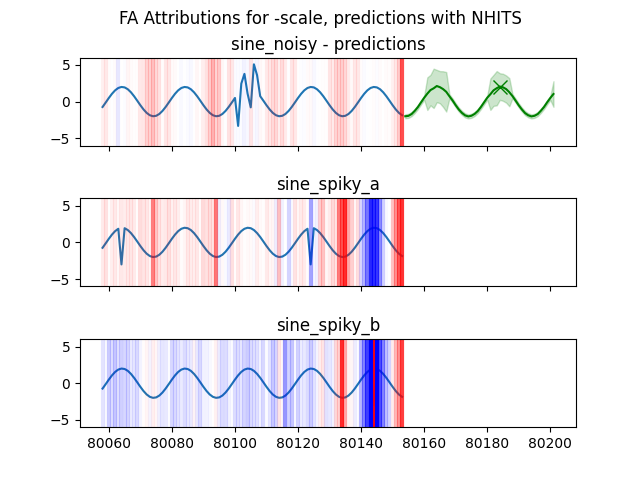 FA Attributions for -scale, predictions with NHITS
sine_noisy - predictions
5
0
−5
sine_spiky_a
5
0
−5
sine_spiky_b
5
0
−5
80060 80080 80100 80120 80140 80160 80180 80200